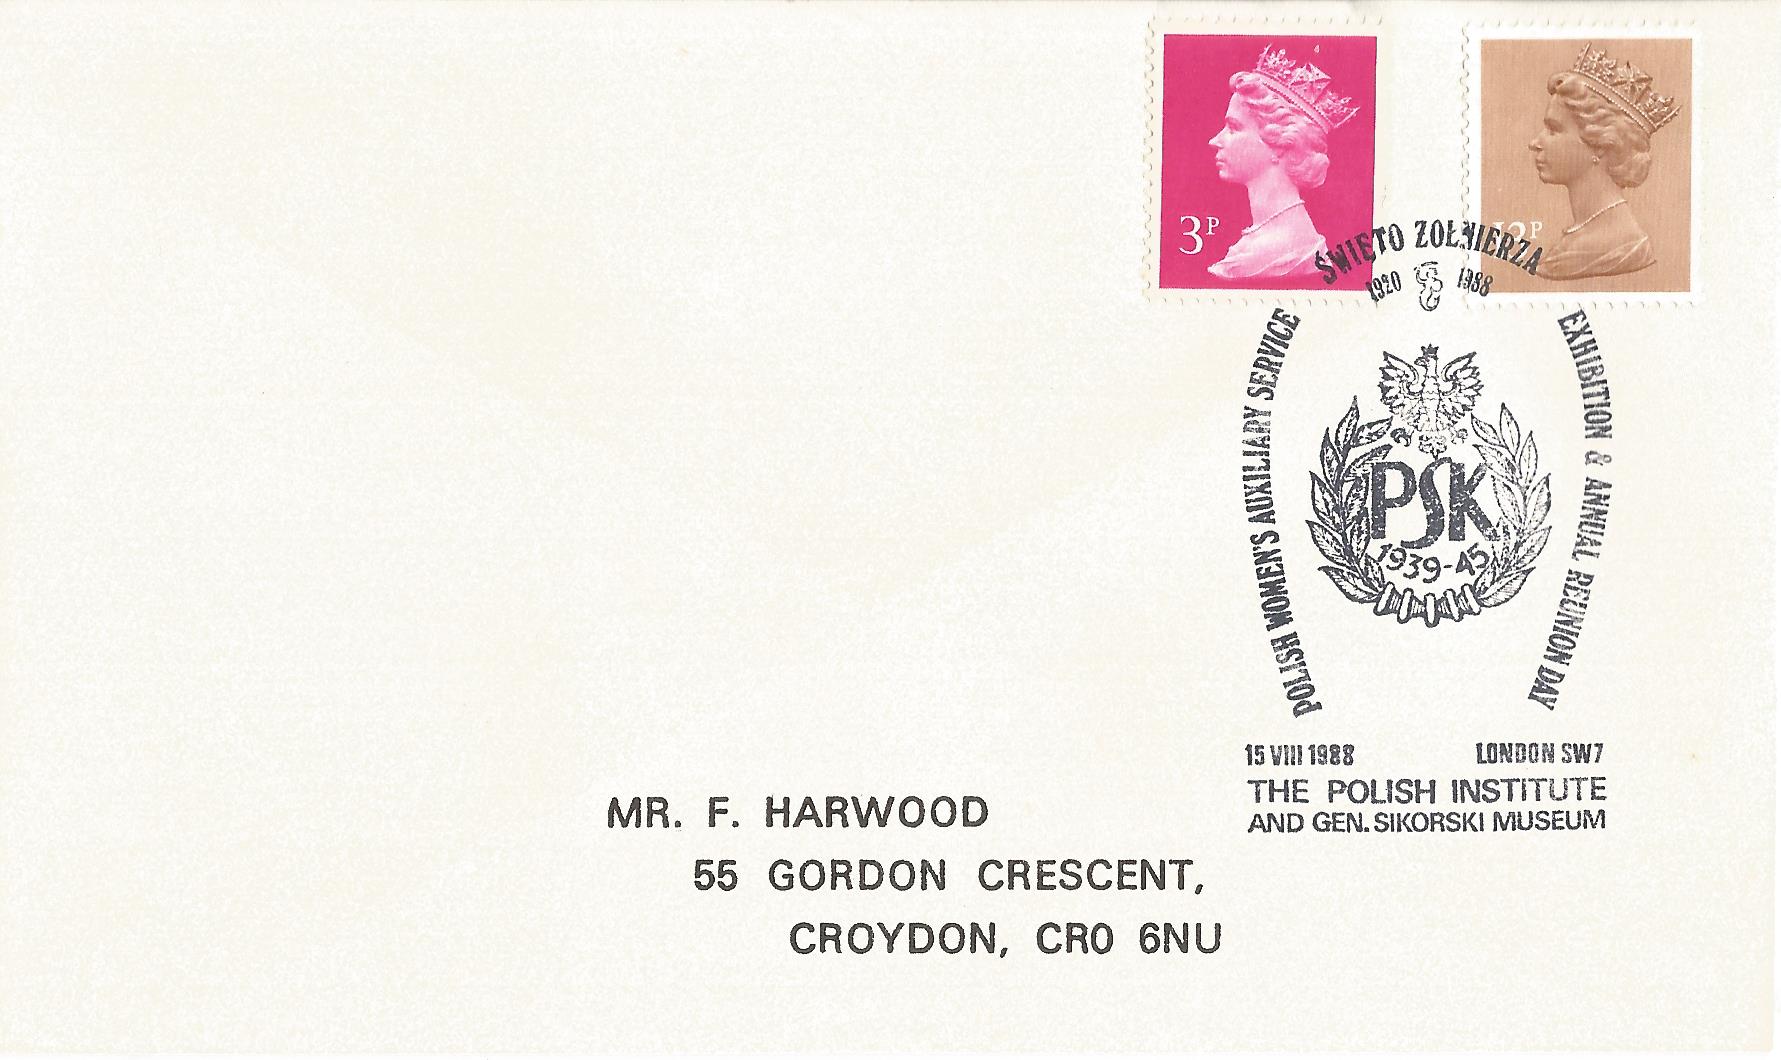 3P
12P
ŚWIĘTO ŻOŁNIERZA
1920 1988
POLISH WOMEN'S AUXILIARY SERVICE
EXHIBITION & ANNUAL REUNION DAY
PSK
1939-45
15 VIII 1988 LONDON SW7
THE POLISH INSTITUTE
AND GEN. SIKORSKI MUSEUM
MR. F. HARWOOD
55 GORDON CRESCENT,
CROYDON, CR0 6NU